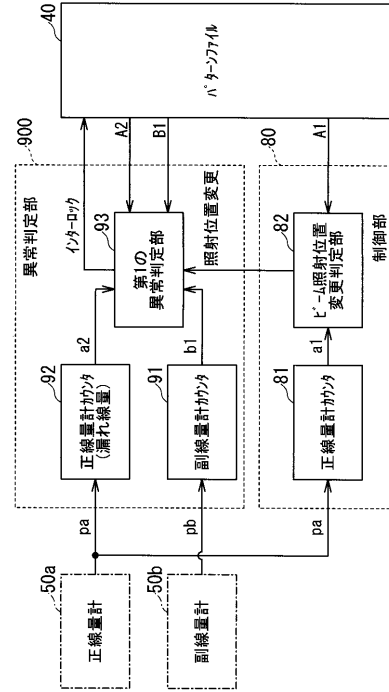 900
異常判定部
40
50a
正線量計
pa
92
正線量計カウンタ
(漏れ線量)
a2
インターロック
93
第1の
異常判定部
A2
B1
パターンファイル
50b
副線量計
pb
91
副線量計カウンタ
b1
照射位置変更
80
pa
81
正線量計カウンタ
a1
82
ビーム照射位置
変更判定部
A1
制御部